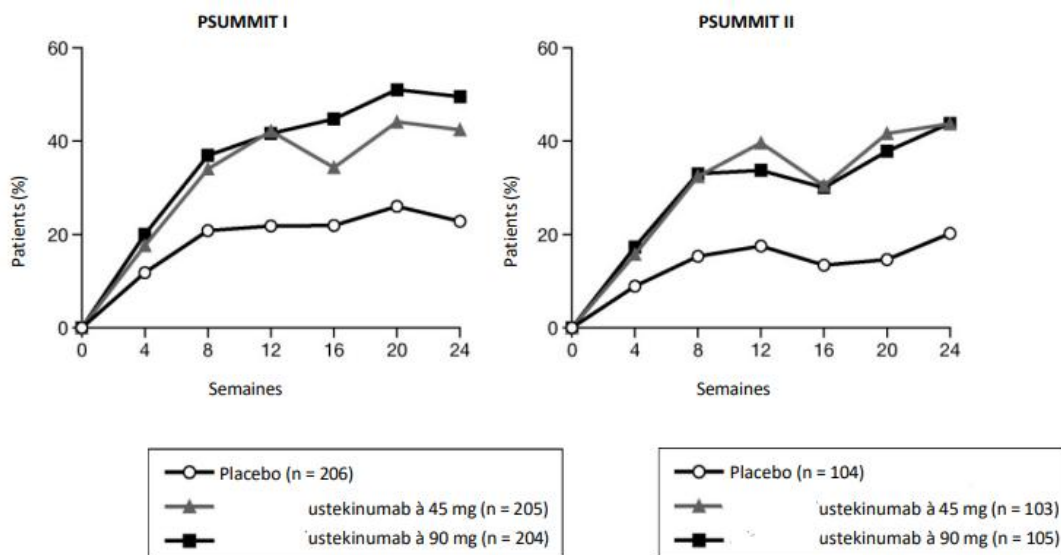 PSUMMIT I
60
40
20
0
Patients (%)
0 4 8 12 16 20 24
Semaines
Placebo (n = 206)
ustekinumab à 45 mg (n = 205)
ustekinumab à 90 mg (n = 204)
PSUMMIT II
60
40
20
0
Patients (%)
0 4 8 12 16 20 24
Semaines
Placebo (n = 104)
ustekinumab à 45 mg (n = 103)
ustekinumab à 90 mg (n = 105)